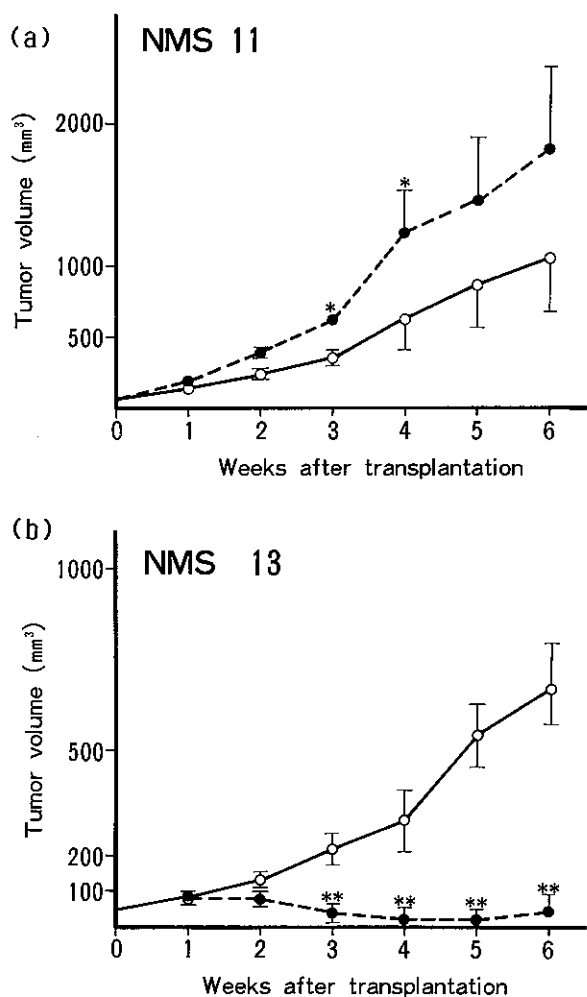 (a) NMS 11
Tumor volume (mm³)
2000
1000
500
*
*
0 1 2 3 4 5 6
Weeks after transplantation
(b) NMS 13
Tumor volume (mm³)
1000
500
200
100
** ** ** **
0 1 2 3 4 5 6
Weeks after transplantation